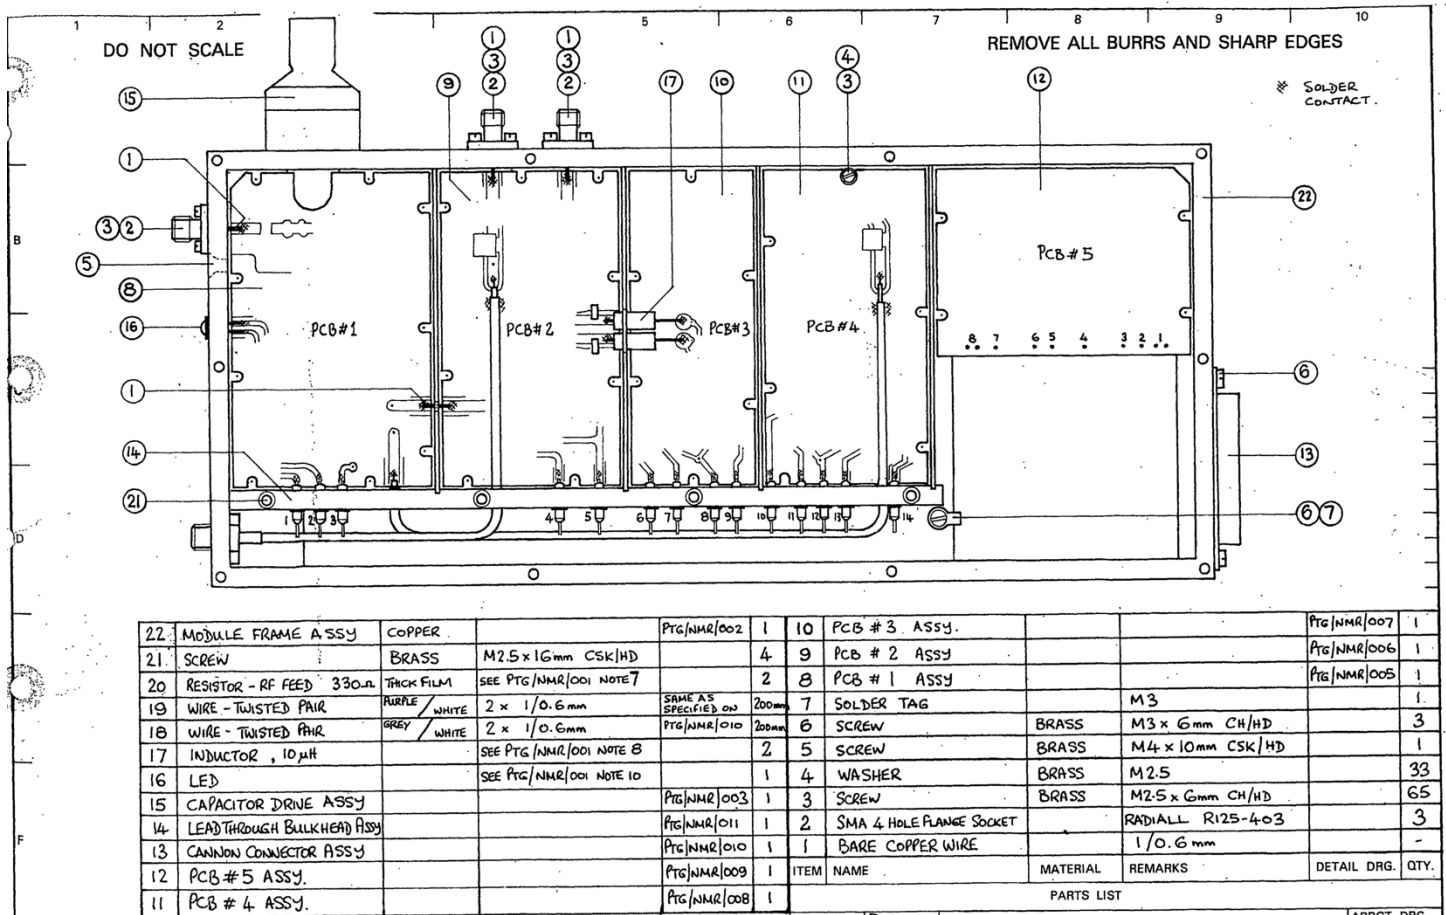 1 2 5 6 7 8 9 10
DO NOT SCALE
REMOVE ALL BURRS AND SHARP EDGES
SOLDER
CONTACT.
15
1
3 2
5
8
16
1
14
21
9
1
3
2
1
3
2
17
10
11
4
3
12
22
6
13
6 7
B
D
F
PCB#1
PCB#2
PCB#3
PCB#4
PCB#5
8 7 6 5 4 3 2 1
1 2 3 4 5 6 7 8 9 10 11 12 13 14
22 MODULE FRAME ASSY COPPER PTG/NMR/002 1
21 SCREW BRASS M2.5 x 16mm CSK/HD 4
20 RESISTOR - RF FEED 330Ω THICK FILM SEE PTG/NMR/001 NOTE 7 2
19 WIRE - TWISTED PAIR PURPLE/WHITE 2 x 1/0.6mm SAME AS SPECIFIED ON 200mm
18 WIRE - TWISTED PAIR GREY/WHITE 2 x 1/0.6mm PTG/NMR/010 200mm
17 INDUCTOR , 10µH SEE PTG/NMR/001 NOTE 8 2
16 LED SEE PTG/NMR/001 NOTE 10 1
15 CAPACITOR DRIVE ASSY PTG/NMR/003 1
14 LEADTHROUGH BULKHEAD ASSY PTG/NMR/011 1
13 CANNON CONNECTOR ASSY PTG/NMR/010 1
12 PCB #5 ASSY. PTG/NMR/009 1
11 PCB # 4 ASSY. PTG/NMR/008 1
10 PCB #3 ASSY. PTG/NMR/007 1
9 PCB # 2 ASSY PTG/NMR/006 1
8 PCB # 1 ASSY PTG/NMR/005 1
7 SOLDER TAG M3 1
6 SCREW BRASS M3 x 6mm CH/HD 3
5 SCREW BRASS M4 x 10mm CSK/HD 1
4 WASHER BRASS M2.5 33
3 SCREW BRASS M2.5 x 6mm CH/HD 65
2 SMA 4 HOLE FLANGE SOCKET RADIALL R125-403 3
1 BARE COPPER WIRE 1/0.6mm -
ITEM NAME MATERIAL REMARKS DETAIL DRG. QTY.
PARTS LIST